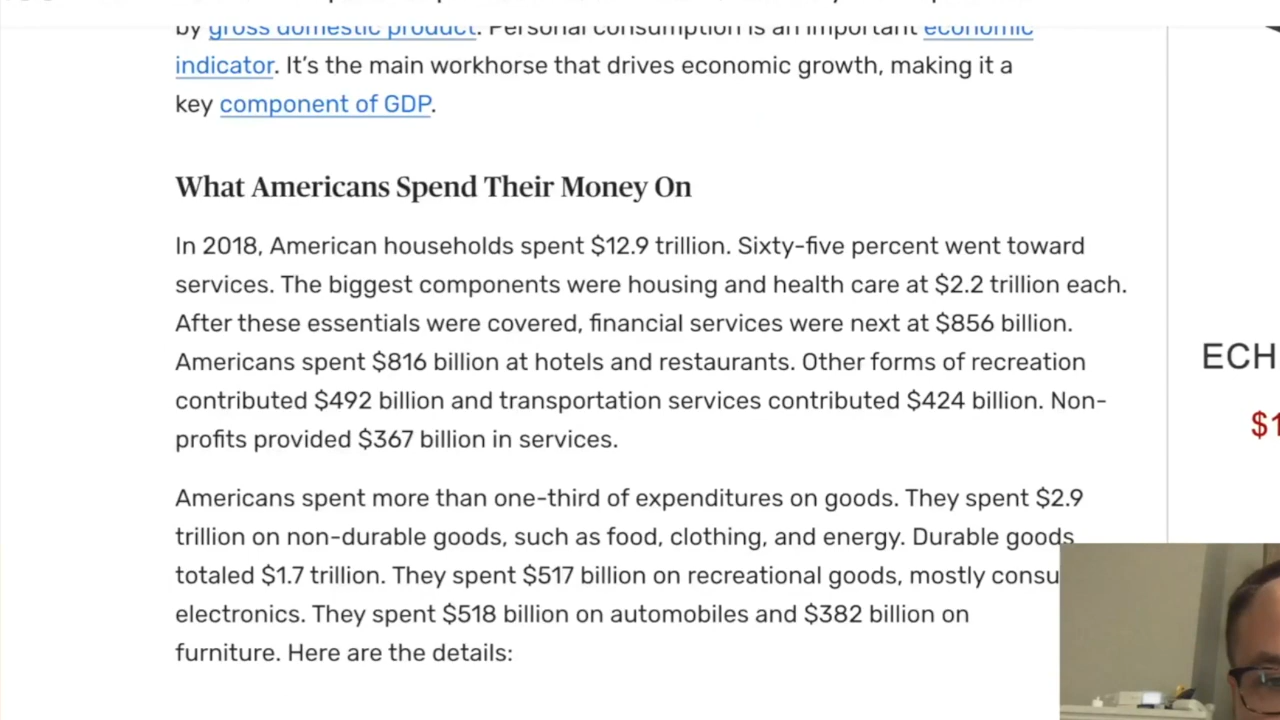 by gross domestic product. Personal consumption is an important economic
indicator. It’s the main workhorse that drives economic growth, making it a
key component of GDP.
What Americans Spend Their Money On
In 2018, American households spent $12.9 trillion. Sixty-five percent went toward
services. The biggest components were housing and health care at $2.2 trillion each.
After these essentials were covered, financial services were next at $856 billion.
Americans spent $816 billion at hotels and restaurants. Other forms of recreation
contributed $492 billion and transportation services contributed $424 billion. Non-
profits provided $367 billion in services.
Americans spent more than one-third of expenditures on goods. They spent $2.9
trillion on non-durable goods, such as food, clothing, and energy. Durable goods
totaled $1.7 trillion. They spent $517 billion on recreational goods, mostly consu
electronics. They spent $518 billion on automobiles and $382 billion on
furniture. Here are the details:
ECH
$1